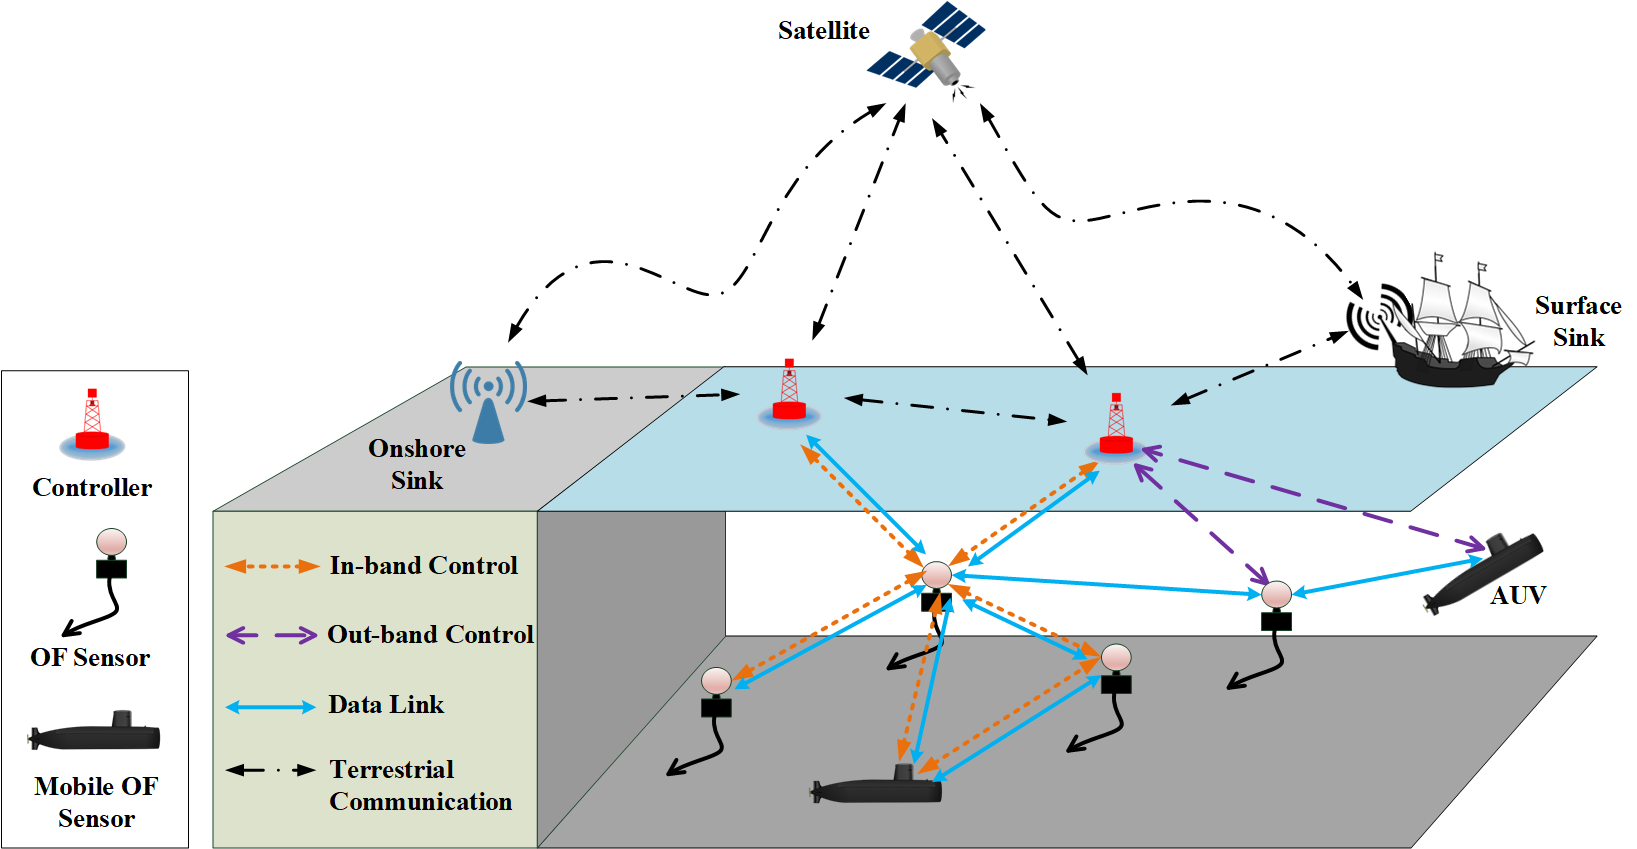 Satellite
Surface
Sink
Onshore
Sink
Controller
OF Sensor
Mobile OF
Sensor
In-band Control
Out-band Control
Data Link
Terrestrial
Communication
AUV